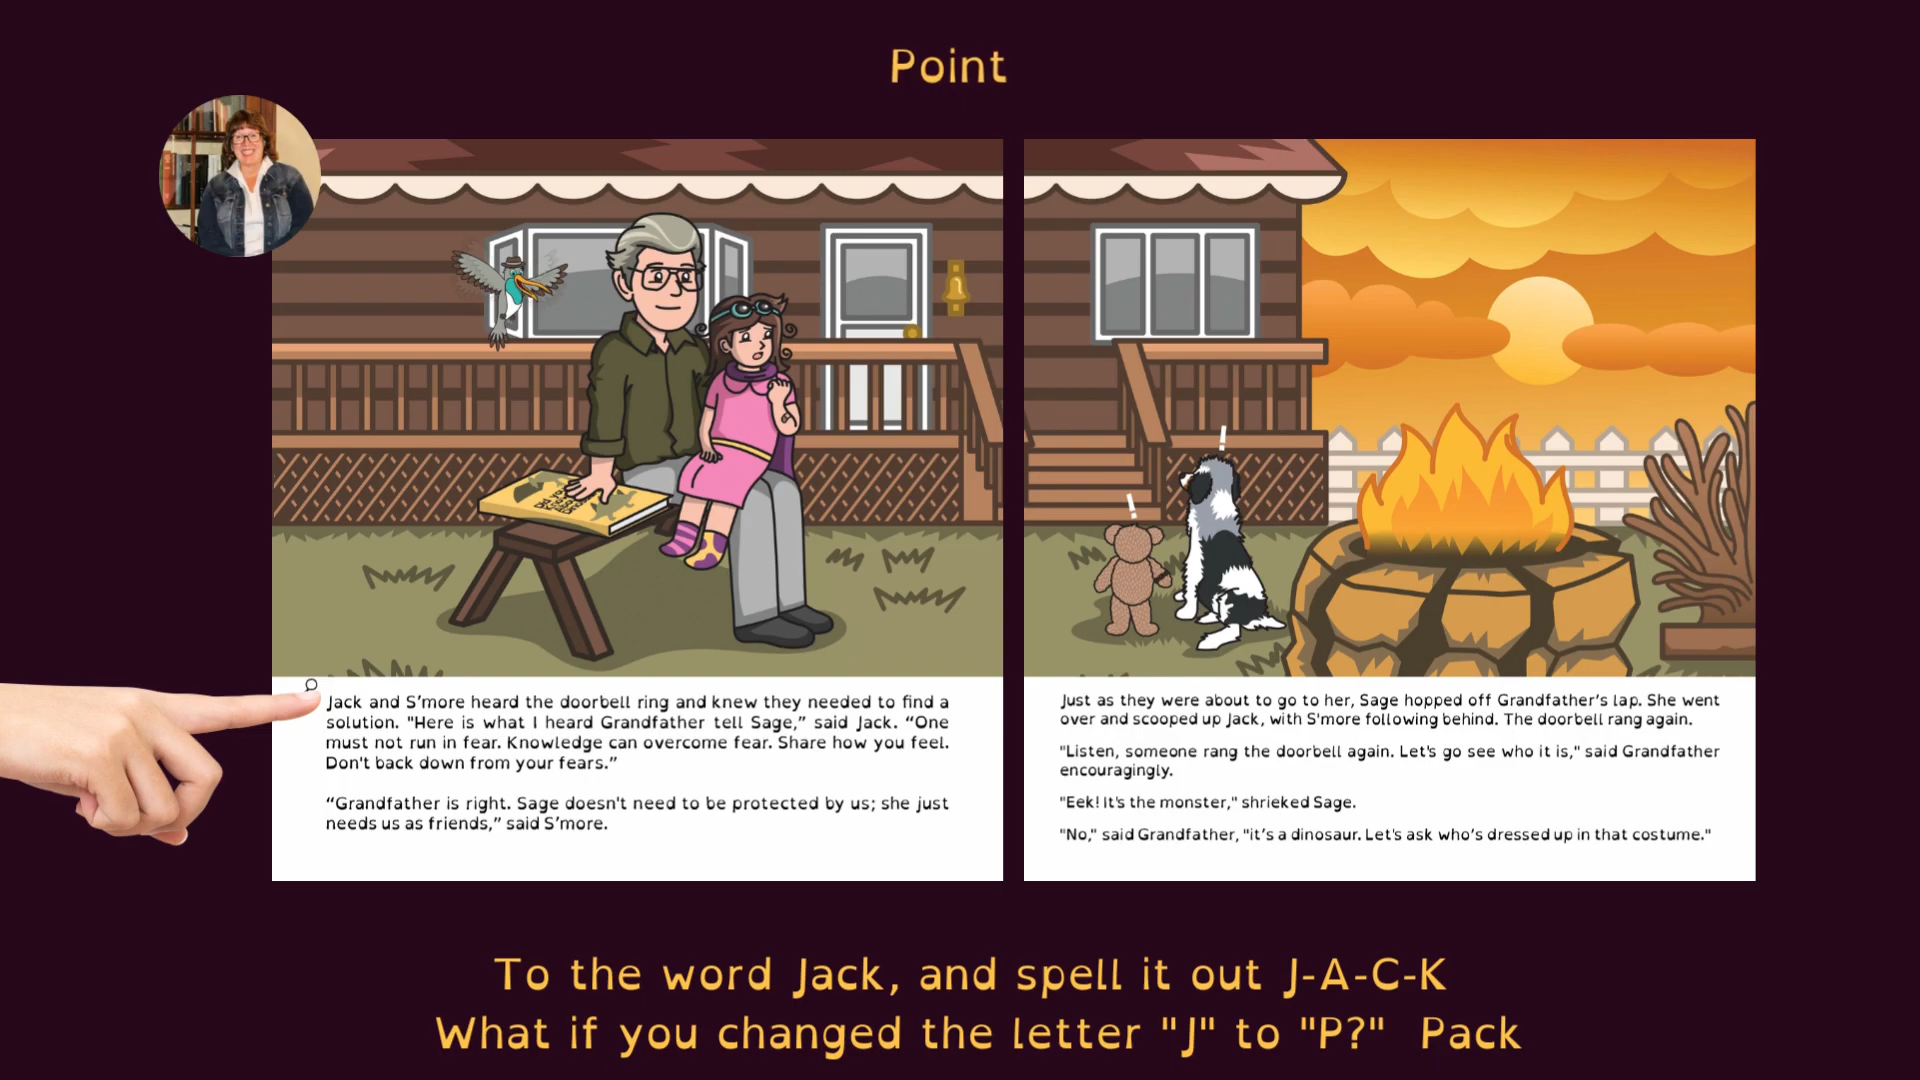 Point
Jack and S’more heard the doorbell ring and knew they needed to find a
solution. "Here is what I heard Grandfather tell Sage,” said Jack. “One
must not run in fear. Knowledge can overcome fear. Share how you feel.
Don't back down from your fears.”
“Grandfather is right. Sage doesn't need to be protected by us; she just
needs us as friends,” said S’more.
Just as they were about to go to her, Sage hopped off Grandfather’s lap. She went
over and scooped up Jack, with S'more following behind. The doorbell rang again.
"Listen, someone rang the doorbell again. Let's go see who it is," said Grandfather
encouragingly.
"Eek! It's the monster," shrieked Sage.
"No," said Grandfather, "it’s a dinosaur. Let's ask who’s dressed up in that costume."
To the word Jack, and spell it out J-A-C-K
What if you changed the letter "J" to "P?" Pack